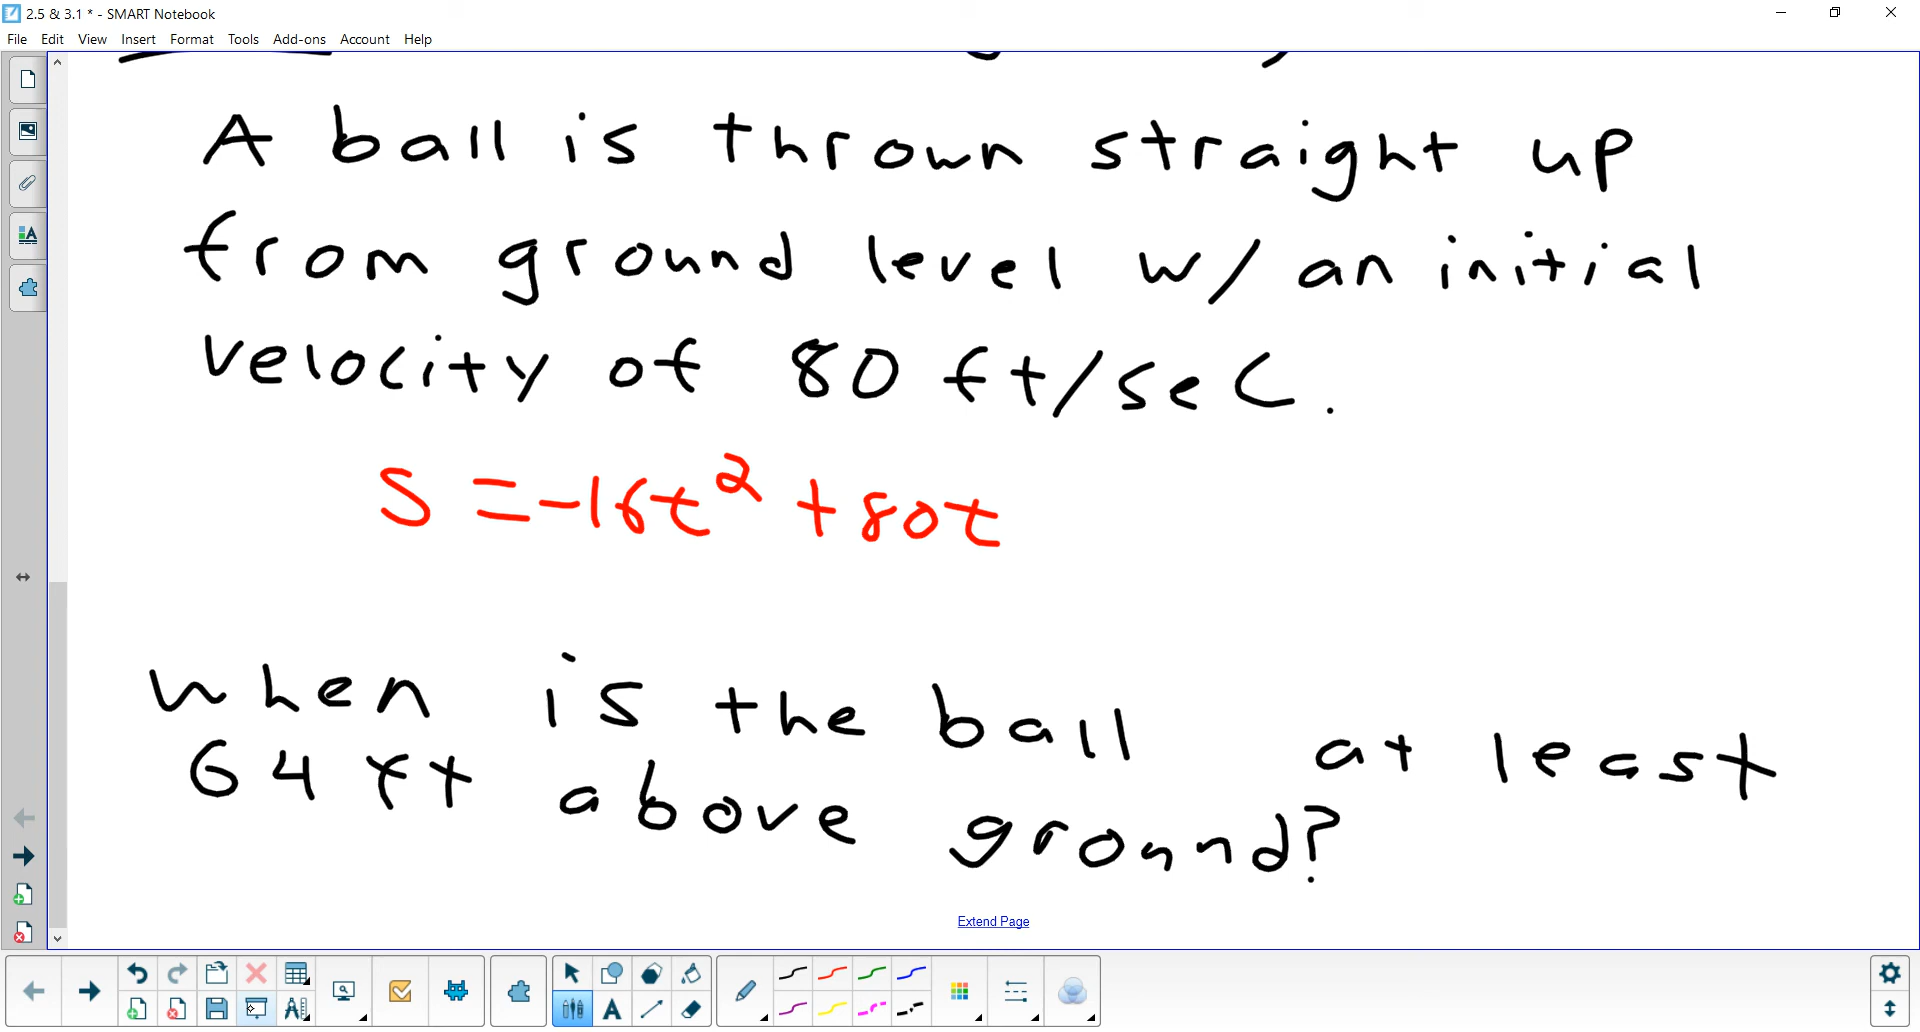 2.5 & 3.1 * - SMART Notebook
File Edit View Insert Format Tools Add-ons Account Help
A ball is thrown straight up
from ground level w/ an initial
velocity of 80 ft/sec.
S = -16t² + 80t
when is the ball at least
64 ft above ground?
Extend Page